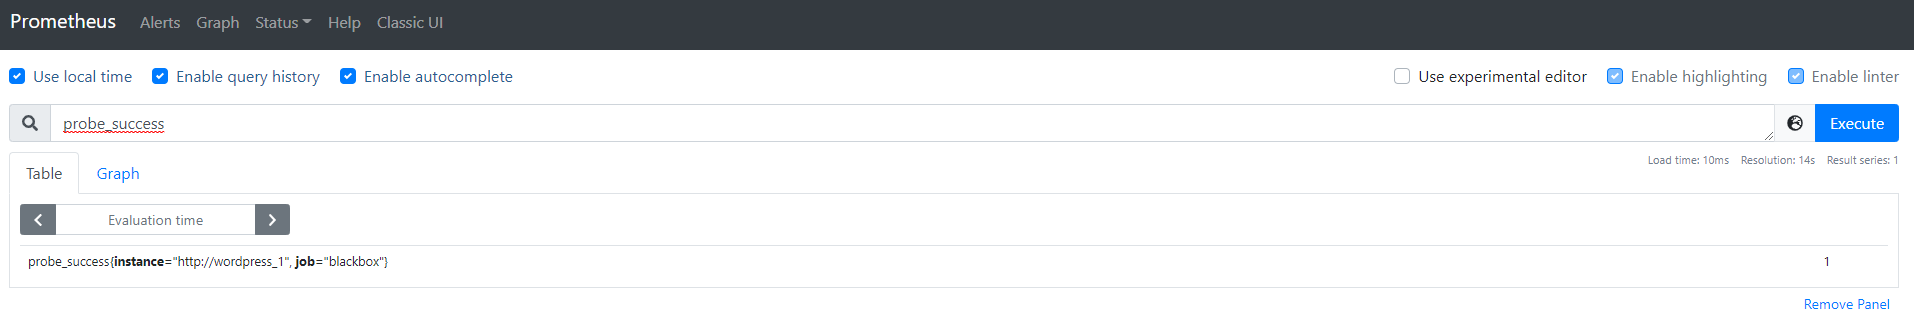 Prometheus Alerts Graph Status Help Classic UI
Use local time Enable query history Enable autocomplete Use experimental editor Enable highlighting Enable linter
probe_success Execute
Load time: 10ms Resolution: 14s Result series: 1
Table Graph
Evaluation time
probe_success{instance="http://wordpress_1", job="blackbox"} 1
Remove Panel